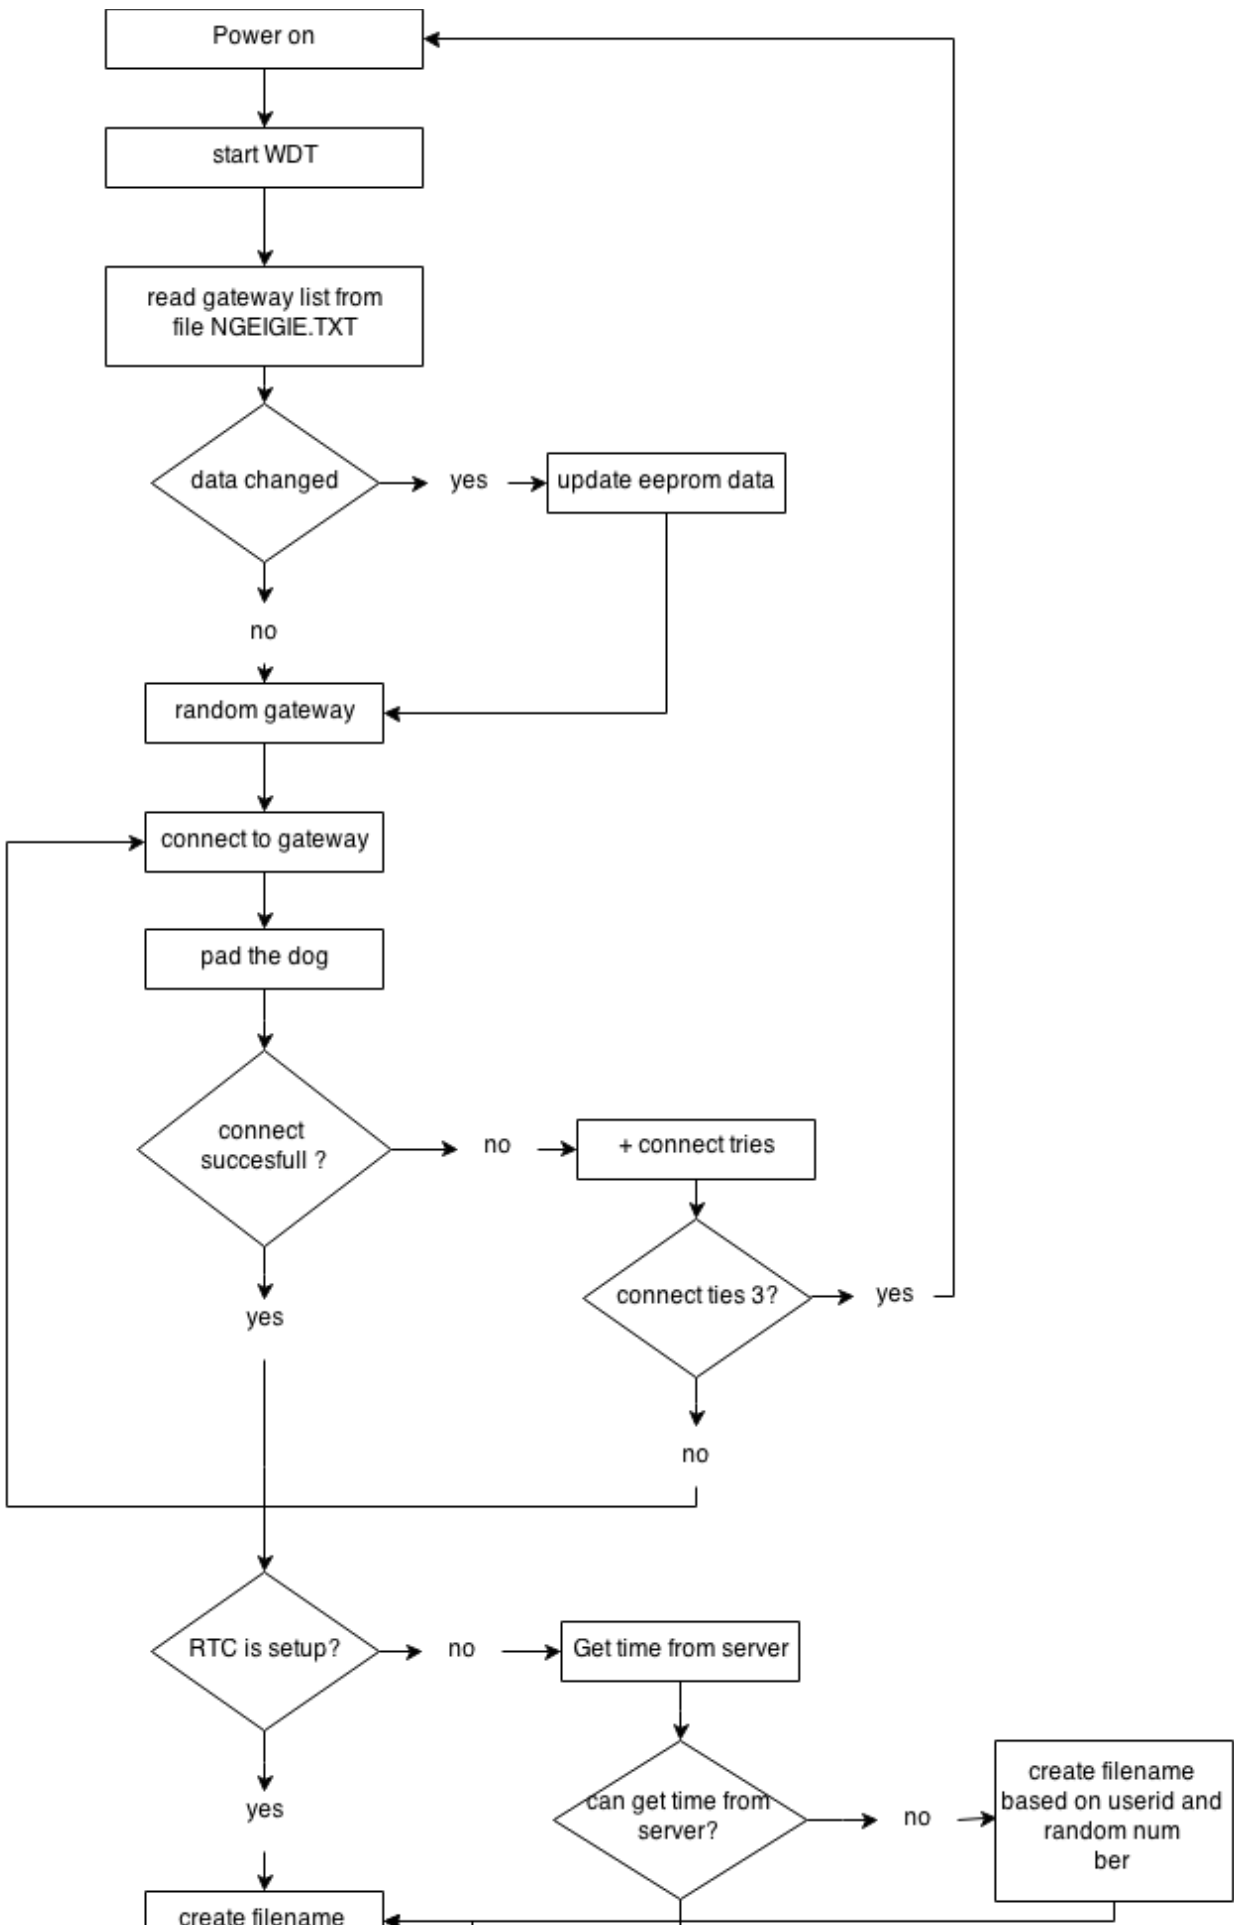 Power on
start WDT
read gateway list from
file NGEIGIE.TXT
data changed
yes
update eeprom data
no
random gateway
connect to gateway
pad the dog
connect
succesfull ?
no
+ connect tries
connect ties 3?
yes
yes
no
RTC is setup?
no
Get time from server
yes
can get time from
server?
no
create filename
based on userid and
random num
ber
create filename